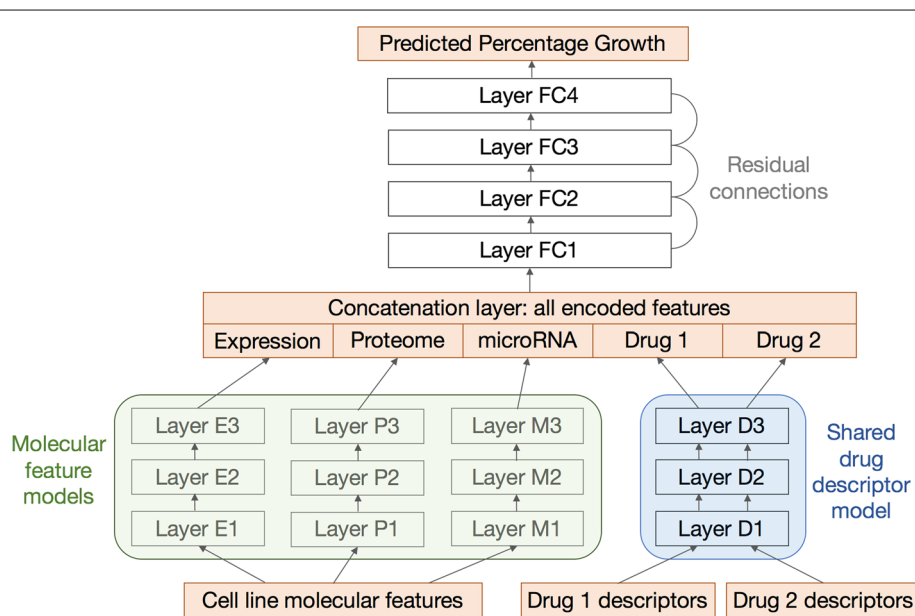 Predicted Percentage Growth
Layer FC4
Layer FC3
Layer FC2
Layer FC1
Residual
connections
Concatenation layer: all encoded features
Expression
Proteome
microRNA
Drug 1
Drug 2
Molecular
feature
models
Layer E3
Layer P3
Layer M3
Layer E2
Layer P2
Layer M2
Layer E1
Layer P1
Layer M1
Layer D3
Layer D2
Layer D1
Shared
drug
descriptor
model
Cell line molecular features
Drug 1 descriptors
Drug 2 descriptors